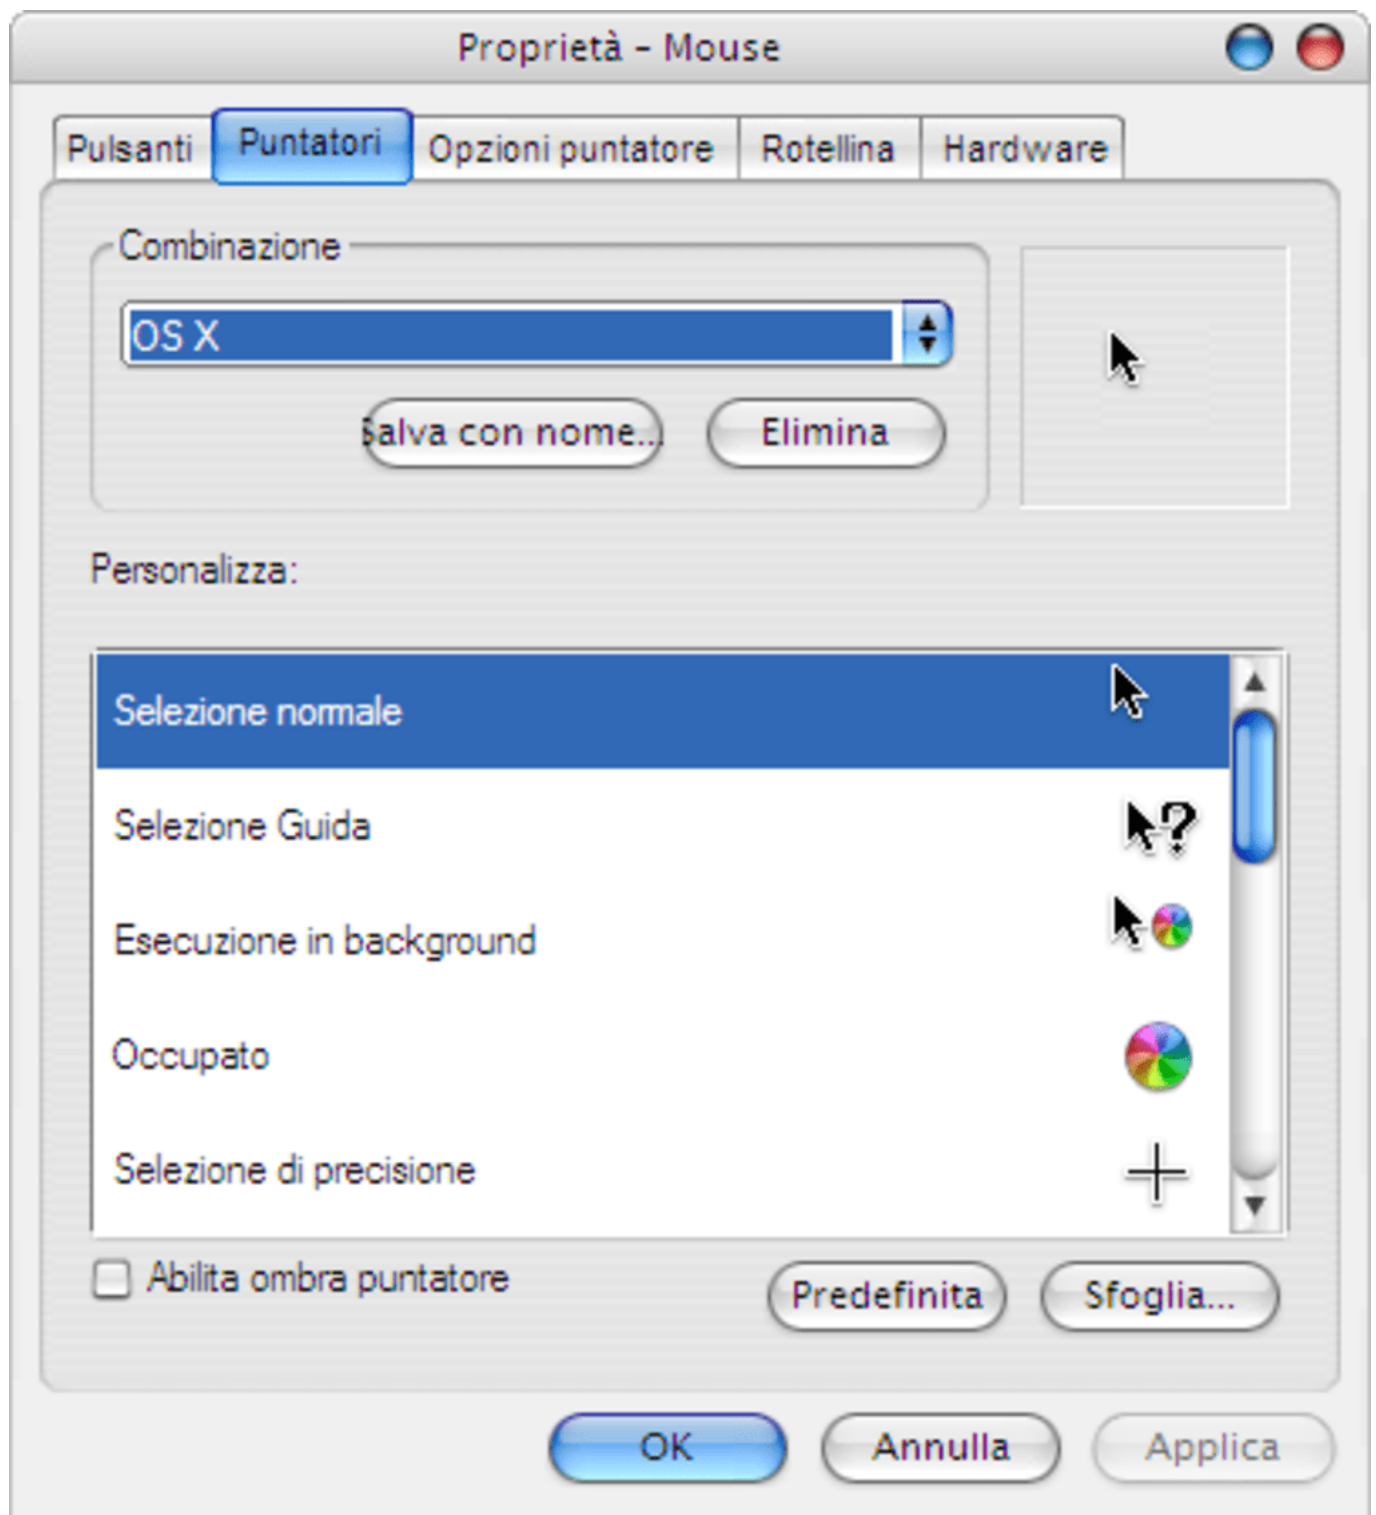 Proprietà - Mouse
Pulsanti Puntatori Opzioni puntatore Rotellina Hardware
Combinazione
OS X
Salva con nome... Elimina
Personalizza:
Selezione normale
Selezione Guida
Esecuzione in background
Occupato
Selezione di precisione
Abilita ombra puntatore
Predefinita Sfoglia...
OK Annulla Applica